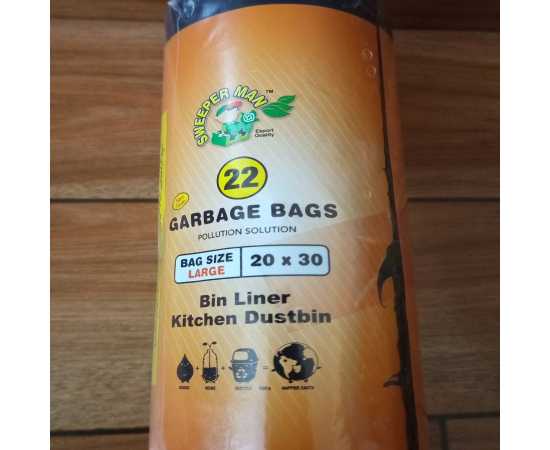 SWEEPER MAN™
Export
Quality
22
GARBAGE BAGS
POLLUTION SOLUTION
BAG SIZE
LARGE
20 x 30
Bin Liner
Kitchen Dustbin